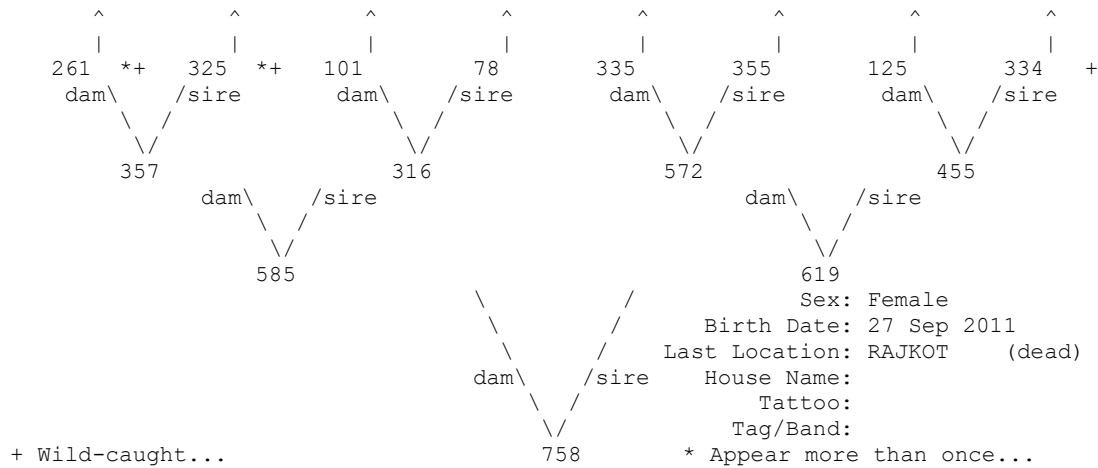 ^          ^          ^          ^          ^          ^          ^          ^
      |          |          |          |          |          |          |          |
   261  *+    325  *+    101         78       335        355        125        334   +
    dam\     /sire        dam\     /sire        dam\     /sire        dam\     /sire
        \   /                 \   /                 \   /                 \   /
         \/                    \/                    \/                    \/
        357                   316                   572                   455
               dam\     /sire                              dam\     /sire
                   \   /                                       \   /
                    \/                                          \/
                   585                                         619
                                     \           /             Sex: Female
                                      \         /       Birth Date: 27 Sep 2011
                                       \       /     Last Location: RAJKOT    (dead)
                                     dam\     /sire     House Name:
                                         \   /              Tattoo:
                                          \/              Tag/Band:
+ Wild-caught...                         758        * Appear more than once...